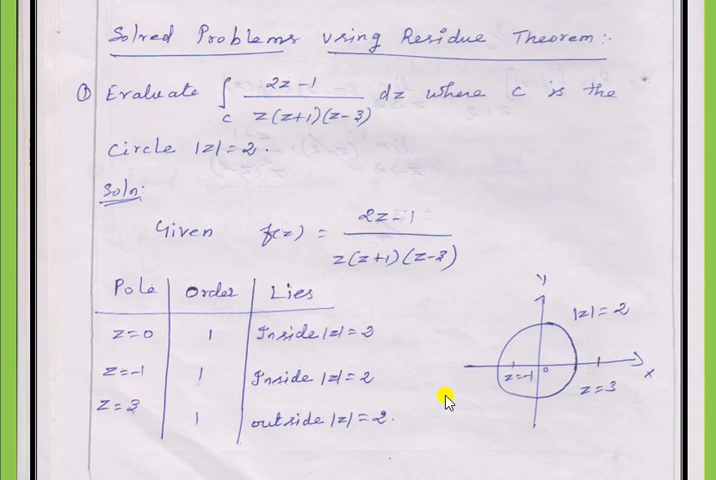 Solved Problems using Residue Theorem:-
① Evaluate ∫_C (2z-1)/(z(z+1)(z-3)) dz where C is the
Circle |z|=2.
Soln:
Given f(z) = (2z-1)/(z(z+1)(z-3))
Pole Order Lies
z=0 1 Inside |z|=2
z=-1 1 Inside |z|=2
z=3 1 outside |z|=2.
Y
|z|=2
z=-1 0 X
z=3